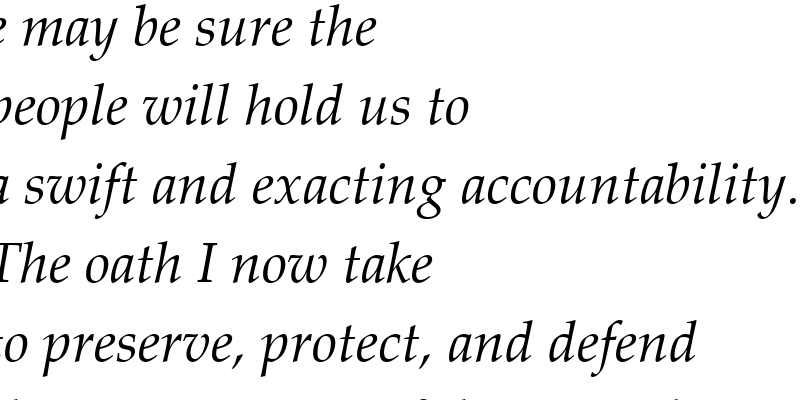 e may be sure the
people will hold us to
a swift and exacting accountability.
The oath I now take
to preserve, protect, and defend